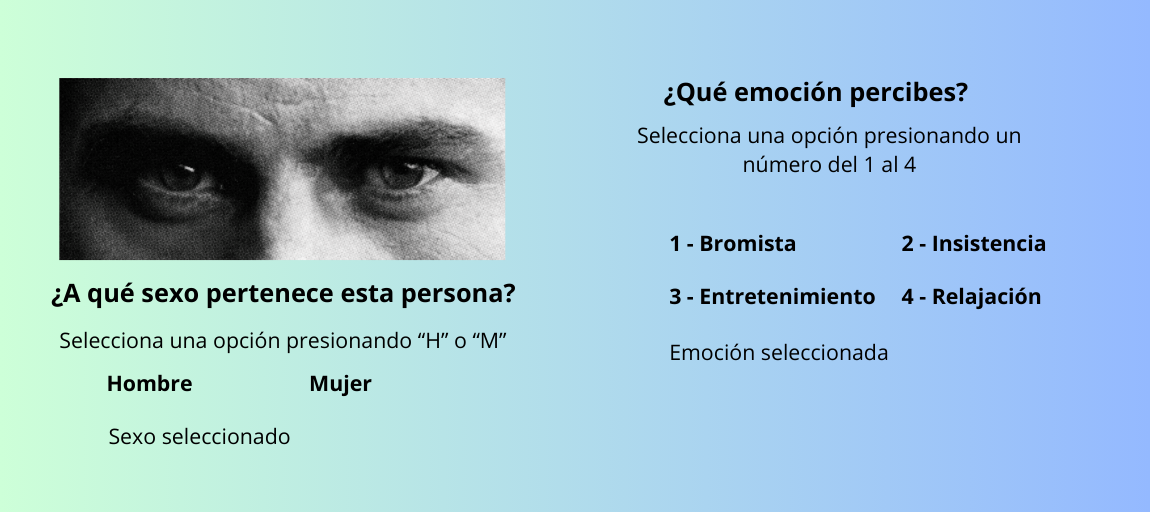 ¿A qué sexo pertenece esta persona?
Selecciona una opción presionando “H” o “M”
Hombre Mujer
Sexo seleccionado
¿Qué emoción percibes?
Selecciona una opción presionando un
número del 1 al 4
1 - Bromista 2 - Insistencia
3 - Entretenimiento 4 - Relajación
Emoción seleccionada